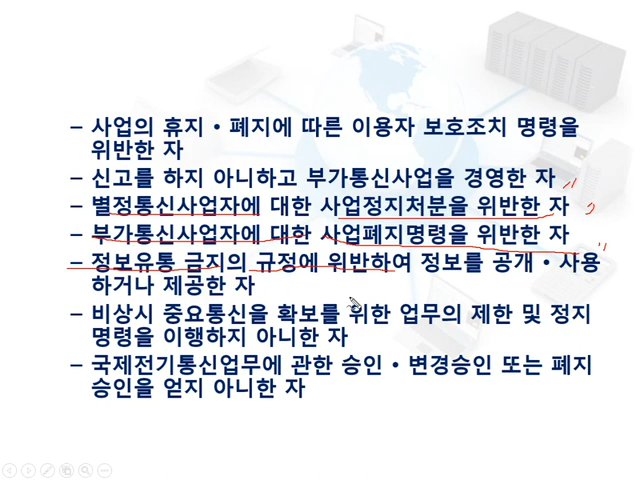 – 사업의 휴지 • 폐지에 따른 이용자 보호조치 명령을
위반한 자
– 신고를 하지 아니하고 부가통신사업을 경영한 자
– 별정통신사업자에 대한 사업정지처분을 위반한 자
– 부가통신사업자에 대한 사업폐지명령을 위반한 자
– 정보유통 금지의 규정에 위반하여 정보를 공개 • 사용
하거나 제공한 자
– 비상시 중요통신을 확보를 위한 업무의 제한 및 정지
명령을 이행하지 아니한 자
– 국제전기통신업무에 관한 승인 • 변경승인 또는 폐지
승인을 얻지 아니한 자